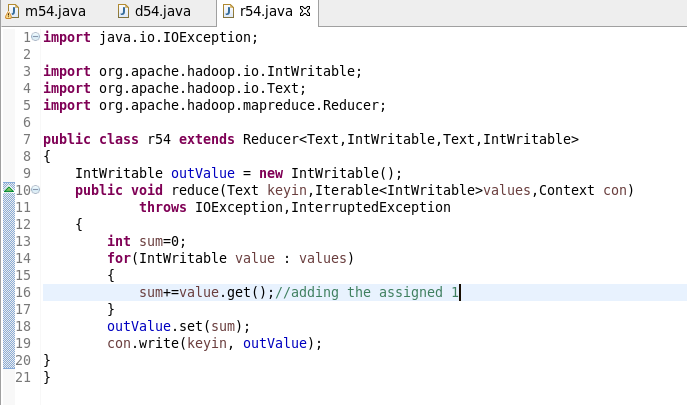 m54.java d54.java r54.java
1 import java.io.IOException;
2
3 import org.apache.hadoop.io.IntWritable;
4 import org.apache.hadoop.io.Text;
5 import org.apache.hadoop.mapreduce.Reducer;
6
7 public class r54 extends Reducer<Text,IntWritable,Text,IntWritable>
8 {
9     IntWritable outValue = new IntWritable();
10     public void reduce(Text keyin,Iterable<IntWritable>values,Context con)
11             throws IOException,InterruptedException
12     {
13         int sum=0;
14         for(IntWritable value : values)
15         {
16             sum+=value.get();//adding the assigned 1
17         }
18         outValue.set(sum);
19         con.write(keyin, outValue);
20 }
21 }